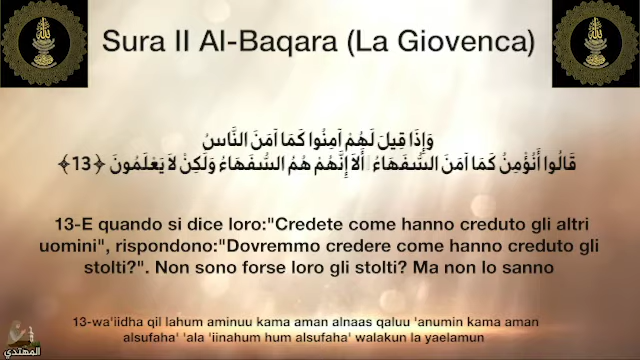 Sura II Al-Baqara (La Giovenca)
وَإِذَا قِيلَ لَهُمْ آمِنُوا كَمَا آمَنَ النَّاسُ
قَالُوا أَنُؤْمِنُ كَمَا آمَنَ السُّفَهَاءُ أَلَا إِنَّهُمْ هُمُ السُّفَهَاءُ وَلَكِنْ لَا يَعْلَمُونَ ﴿13﴾
13-E quando si dice loro:"Credete come hanno creduto gli altri
uomini", rispondono:"Dovremmo credere come hanno creduto gli
stolti?". Non sono forse loro gli stolti? Ma non lo sanno
13-wa'iidha qil lahum aminuu kama aman alnaas qaluu 'anumin kama aman
alsufaha' 'ala 'iinahum hum alsufaha' walakun la yaelamun
المهتدي